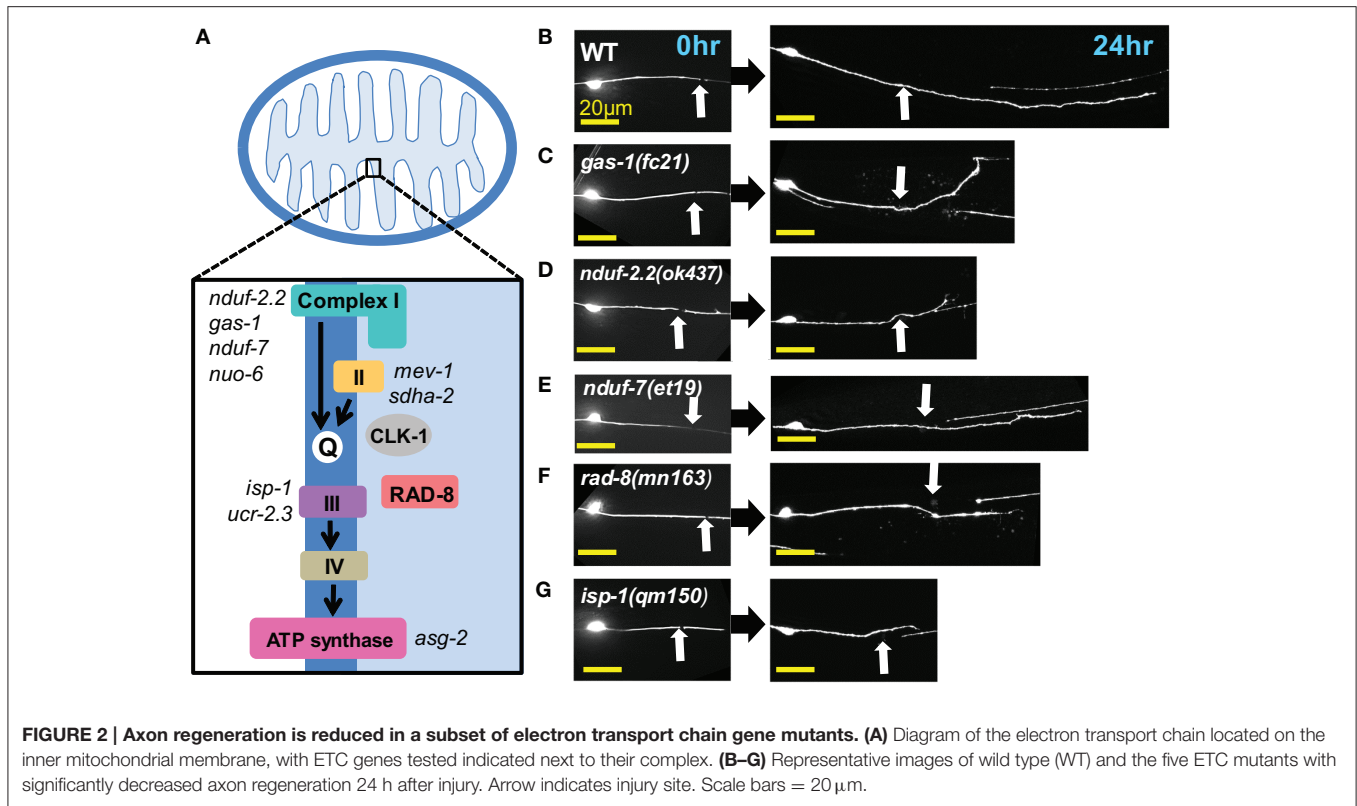 A
nduf-2.2
gas-1
nduf-7
nuo-6
Complex I
II
mev-1
sdha-2
Q
CLK-1
isp-1
ucr-2.3
III
RAD-8
IV
ATP synthase
asg-2
B
WT
0hr
20µm
24hr
C
gas-1(fc21)
D
nduf-2.2(ok437)
E
nduf-7(et19)
F
rad-8(mn163)
G
isp-1(qm150)
FIGURE 2 | Axon regeneration is reduced in a subset of electron transport chain gene mutants. (A) Diagram of the electron transport chain located on the
inner mitochondrial membrane, with ETC genes tested indicated next to their complex. (B–G) Representative images of wild type (WT) and the five ETC mutants with
significantly decreased axon regeneration 24 h after injury. Arrow indicates injury site. Scale bars = 20 µm.